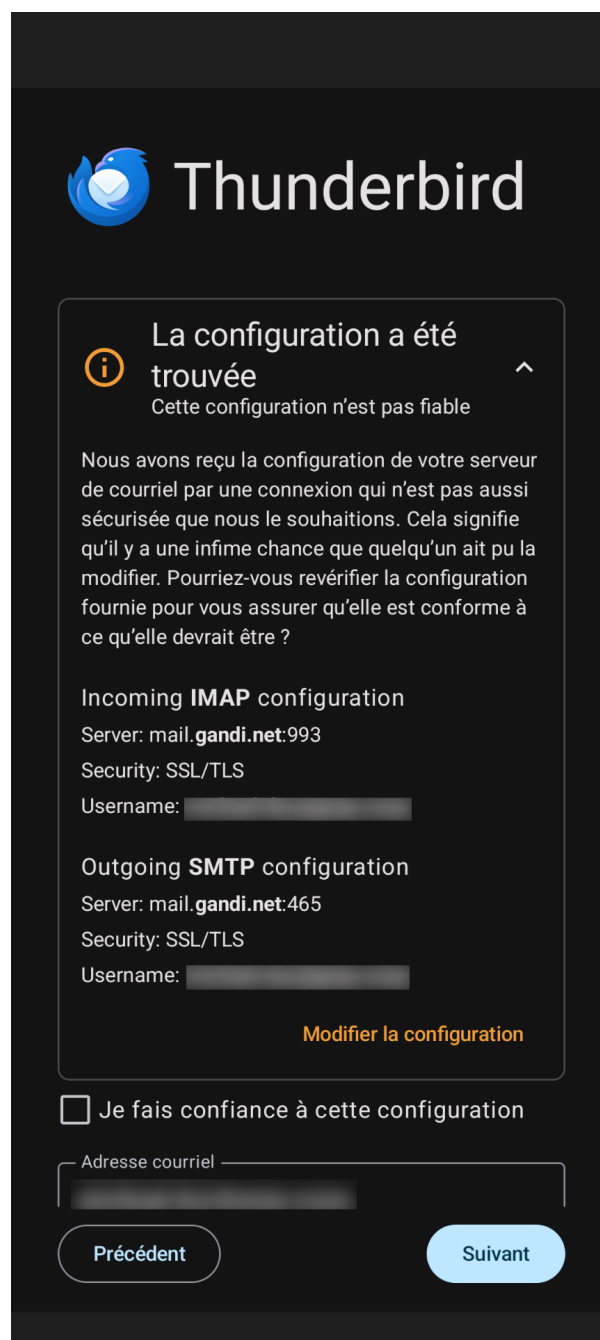 Thunderbird
La configuration a été
trouvée
Cette configuration n'est pas fiable
Nous avons reçu la configuration de votre serveur
de courriel par une connexion qui n'est pas aussi
sécurisée que nous le souhaitions. Cela signifie
qu'il y a une infime chance que quelqu'un ait pu la
modifier. Pourriez-vous revérifier la configuration
fournie pour vous assurer qu'elle est conforme à
ce qu'elle devrait être ?
Incoming IMAP configuration
Server: mail.gandi.net:993
Security: SSL/TLS
Username:
Outgoing SMTP configuration
Server: mail.gandi.net:465
Security: SSL/TLS
Username:
Modifier la configuration
Je fais confiance à cette configuration
Adresse courriel
Précédent
Suivant